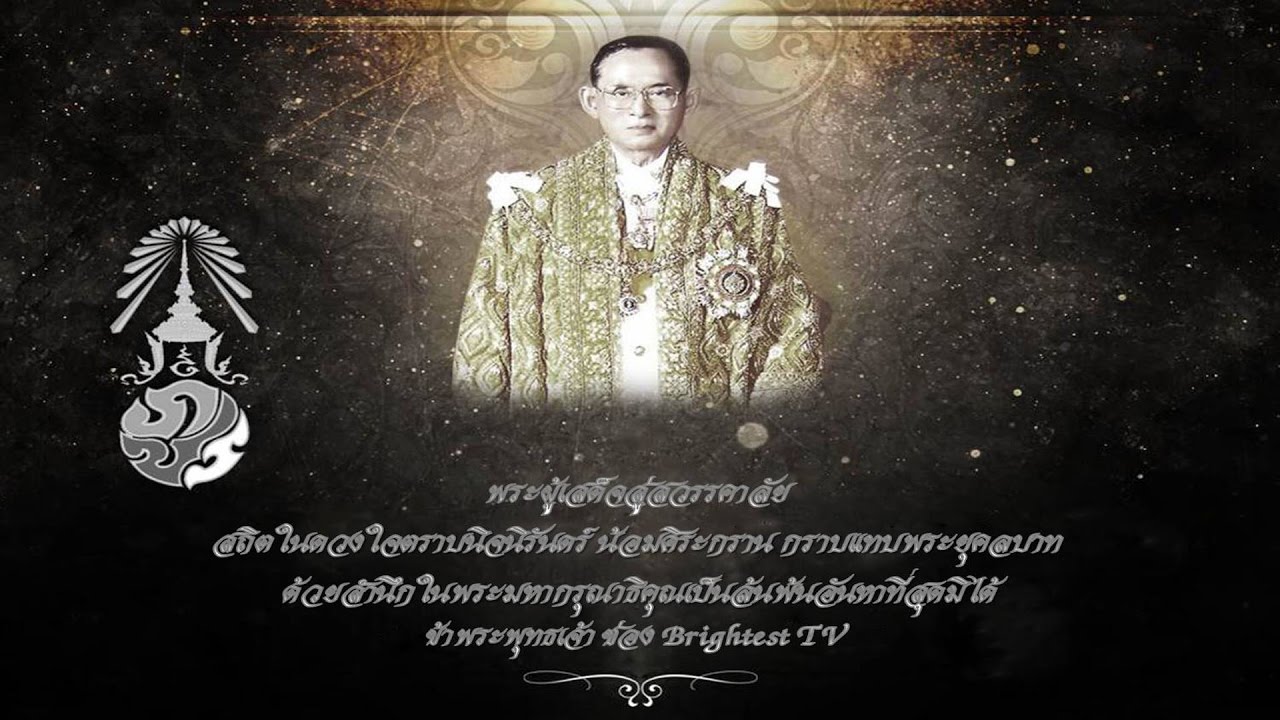 พระผู้เสด็จสู่สวรรคาลัย
สถิตในดวงใจตราบนิจนิรันดร์ น้อมศิระกราน กราบแทบพระยุคลบาท
ด้วยสำนึกในพระมหากรุณาธิคุณเป็นล้นพ้นอันหาที่สุดมิได้
ข้าพระพุทธเจ้า ช่อง Brightest TV